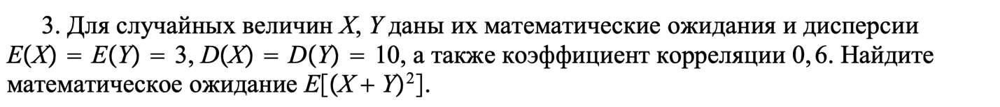 3. Для случайных величин X, Y даны их математические ожидания и дисперсии
E(X) = E(Y) = 3, D(X) = D(Y) = 10, а также коэффициент корреляции 0,6. Найдите
математическое ожидание E[(X + Y)²].